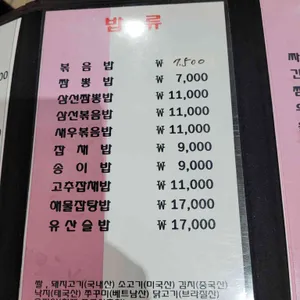 밥 류
볶 음 밥 ₩ 7,500
짬 뽕 밥 ₩ 7,000
삼선짬뽕밥 ₩ 11,000
삼선볶음밥 ₩ 11,000
새우볶음밥 ₩ 11,000
잡 채 밥 ₩ 9,000
송 이 밥 ₩ 9,000
고추잡채밥 ₩ 11,000
해물잡탕밥 ₩ 17,000
유 산 슬 밥 ₩ 17,000
쌀 , 돼지고기(국내산) 소고기(미국산) 김치(중국산)
낙지(태국산) 쭈꾸미(베트남산) 닭고기(브라질산)